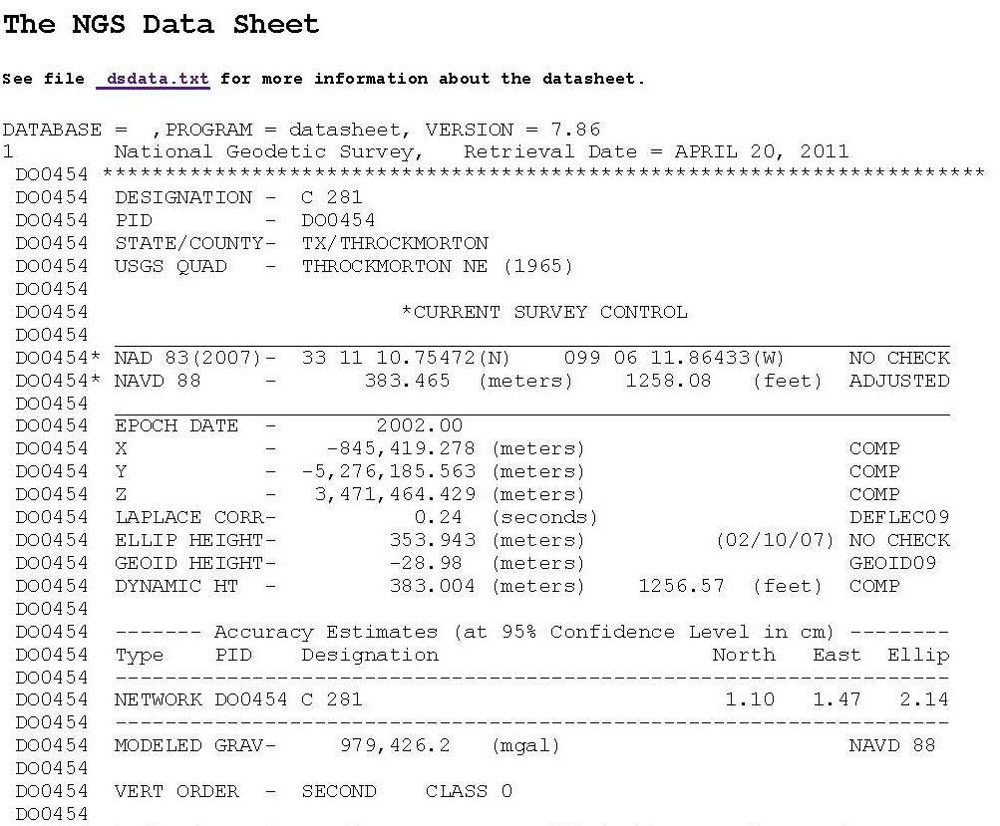 The NGS Data Sheet
See file dsdata.txt for more information about the datasheet.
DATABASE =  ,PROGRAM = datasheet, VERSION = 7.86
1        National Geodetic Survey,   Retrieval Date = APRIL 20, 2011
 DO0454 ***********************************************************************
 DO0454  DESIGNATION -  C 281
 DO0454  PID         -  DO0454
 DO0454  STATE/COUNTY-  TX/THROCKMORTON
 DO0454  USGS QUAD   -  THROCKMORTON NE (1965)
 DO0454
 DO0454                         *CURRENT SURVEY CONTROL
 DO0454  ___________________________________________________________________
 DO0454* NAD 83(2007)-  33 11 10.75472(N)    099 06 11.86433(W)     NO CHECK
 DO0454* NAVD 88     -       383.465  (meters)    1258.08   (feet)  ADJUSTED
 DO0454  ___________________________________________________________________
 DO0454  EPOCH DATE  -        2002.00
 DO0454  X           -    -845,419.278 (meters)                     COMP
 DO0454  Y           -  -5,276,185.563 (meters)                     COMP
 DO0454  Z           -   3,471,464.429 (meters)                     COMP
 DO0454  LAPLACE CORR-           0.24  (seconds)                    DEFLEC09
 DO0454  ELLIP HEIGHT-         353.943 (meters)          (02/10/07) NO CHECK
 DO0454  GEOID HEIGHT-         -28.98  (meters)                     GEOID09
 DO0454  DYNAMIC HT  -         383.004 (meters)    1256.57  (feet)  COMP
 DO0454
 DO0454  ------- Accuracy Estimates (at 95% Confidence Level in cm) --------
 DO0454  Type    PID    Designation                      North   East  Ellip
 DO0454  -------------------------------------------------------------------
 DO0454  NETWORK DO0454 C 281                             1.10   1.47   2.14
 DO0454  -------------------------------------------------------------------
 DO0454  MODELED GRAV-     979,426.2   (mgal)                       NAVD 88
 DO0454
 DO0454  VERT ORDER  -  SECOND    CLASS 0
 DO0454